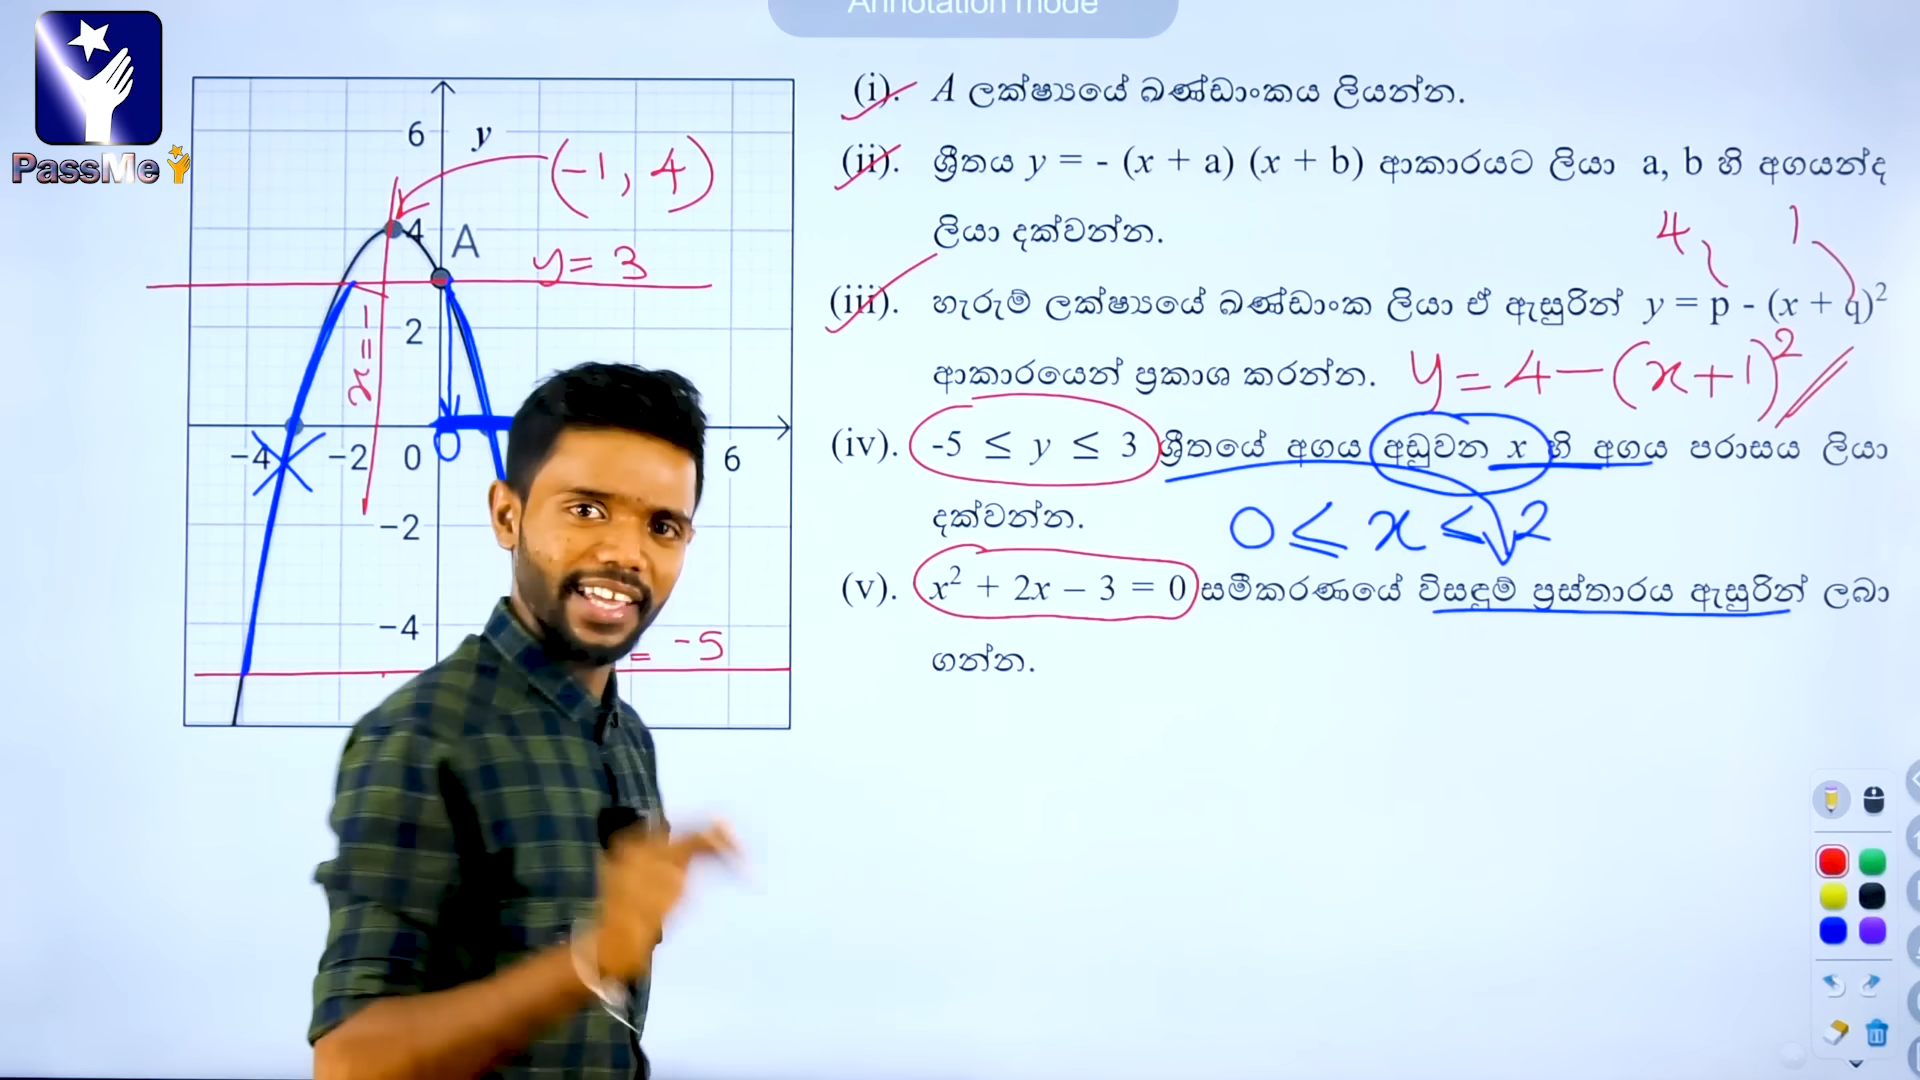 Annotation mode
PassMe
(i). A ලක්ෂ්‍යයේ ඛණ්ඩාංකය ලියන්න.
(ii). ශ්‍රිතය y = - (x + a) (x + b) ආකාරයට ලියා a, b හි අගයන්ද
ලියා දක්වන්න.
4, 1
(iii). හැරුම් ලක්ෂ්‍යයේ ඛණ්ඩාංක ලියා ඒ ඇසුරින් y = p - (x + q)²
ආකාරයෙන් ප්‍රකාශ කරන්න. y = 4 - (x+1)²
(iv). -5 ≤ y ≤ 3 ශ්‍රිතයේ අගය අඩුවන x හි අගය පරාසය ලියා
දක්වන්න. 0 ≤ x ≤ 2
(v). x² + 2x – 3 = 0 සමීකරණයේ විසඳුම් ප්‍රස්තාරය ඇසුරින් ලබා
ගන්න.
6 y
(-1, 4)
4 A
y = 3
2
x = -1
-4 -2 0 0 6
-2
-4
= -5